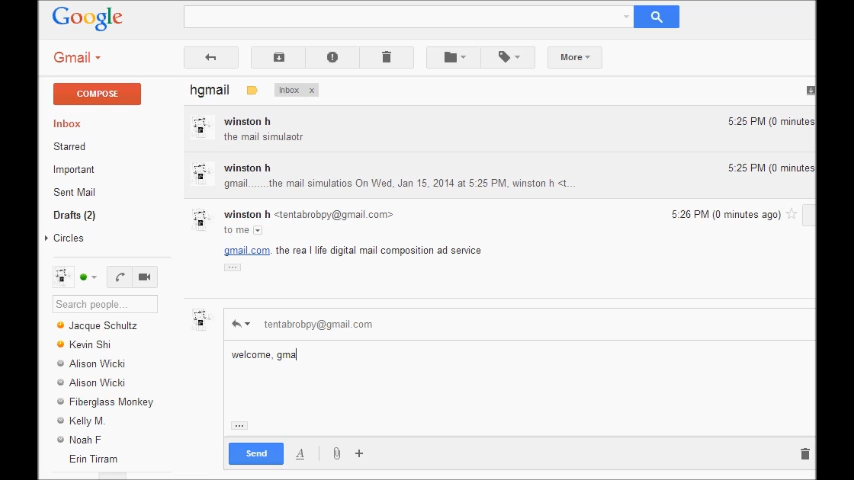 Google
Gmail
More
COMPOSE
hgmail
Inbox x
Inbox
Starred
Important
Sent Mail
Drafts (2)
Circles
winston h
5:25 PM (0 minutes
the mail simulaotr
winston h
5:25 PM (0 minutes
gmail.......the mail simulatios On Wed, Jan 15, 2014 at 5:25 PM, winston h <t...
winston h <tentabrobpy@gmail.com>
5:26 PM (0 minutes ago)
to me
gmail.com. the rea l life digital mail composition ad service
Search people...
Jacque Schultz
Kevin Shi
Alison Wicki
Alison Wicki
Fiberglass Monkey
Kelly M.
Noah F
Erin Tirram
tentabrobpy@gmail.com
welcome, gma
Send
A